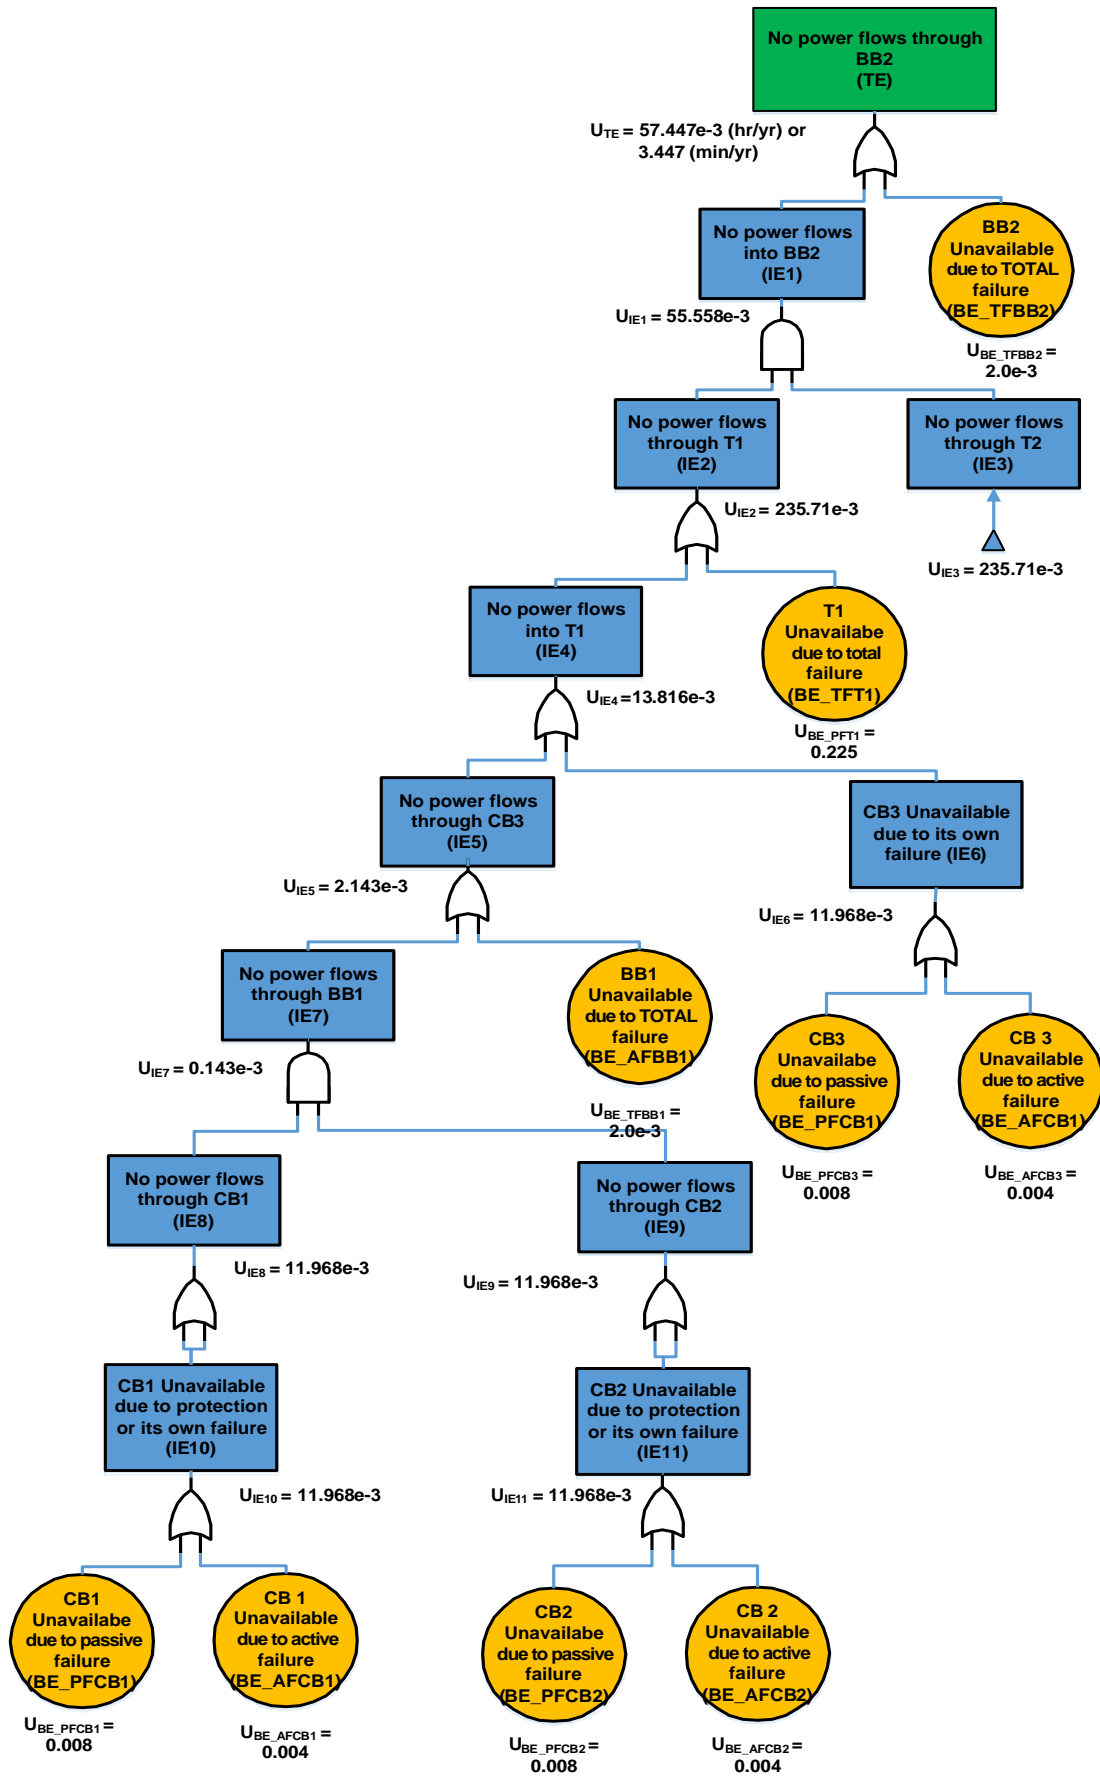 No power flows through
BB2
(TE)
UTE = 57.447e-3 (hr/yr) or
3.447 (min/yr)
No power flows
into BB2
(IE1)
BB2
Unavailable
due to TOTAL
failure
(BE_TFBB2)
UIE1 = 55.558e-3
UBE_TFBB2 =
2.0e-3
No power flows
through T1
(IE2)
No power flows
through T2
(IE3)
UIE2 = 235.71e-3
UIE3 = 235.71e-3
No power flows
into T1
(IE4)
T1
Unavailabe
due to total
failure
(BE_TFT1)
UIE4 =13.816e-3
UBE_PFT1 =
0.225
No power flows
through CB3
(IE5)
CB3 Unavailable
due to its own
failure (IE6)
UIE5 = 2.143e-3
UIE6 = 11.968e-3
No power flows
through BB1
(IE7)
BB1
Unavailable
due to TOTAL
failure
(BE_AFBB1)
CB3
Unavailabe
due to passive
failure
(BE_PFCB1)
CB 3
Unavailable
due to active
failure
(BE_AFCB1)
UIE7 = 0.143e-3
UBE_TFBB1 =
2.0e-3
UBE_PFCB3 =
0.008
UBE_AFCB3 =
0.004
No power flows
through CB1
(IE8)
No power flows
through CB2
(IE9)
UIE8 = 11.968e-3
UIE9 = 11.968e-3
CB1 Unavailable
due to protection
or its own failure
(IE10)
CB2 Unavailable
due to protection
or its own failure
(IE11)
UIE10 = 11.968e-3
UIE11 = 11.968e-3
CB1
Unavailabe
due to passive
failure
(BE_PFCB1)
CB 1
Unavailable
due to active
failure
(BE_AFCB1)
CB2
Unavailabe
due to passive
failure
(BE_PFCB2)
CB 2
Unavailable
due to active
failure
(BE_AFCB2)
UBE_PFCB1 =
0.008
UBE_AFCB1 =
0.004
UBE_PFCB2 =
0.008
UBE_AFCB2 =
0.004